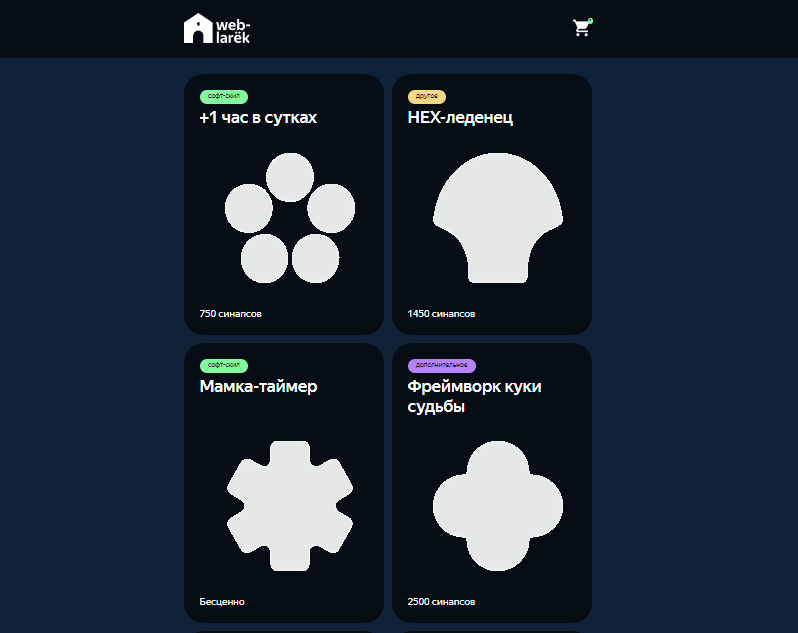 web-
larёk
софт-скил
+1 час в сутках
750 синапсов
другое
HEX-леденец
1450 синапсов
софт-скил
Мамка-таймер
Бесценно
дополнительное
Фреймворк куки
судьбы
2500 синапсов